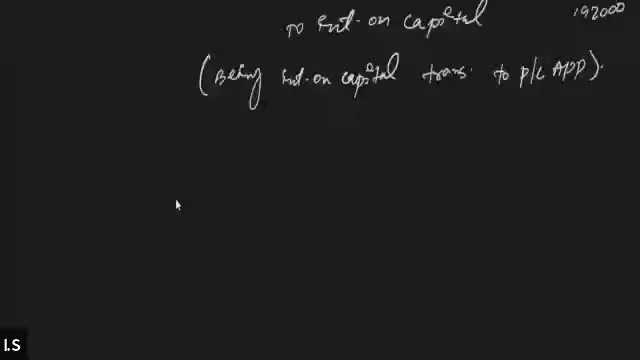 To Int. on capital 192000
(Being int. on capital trans. to P/L APP).
I.S